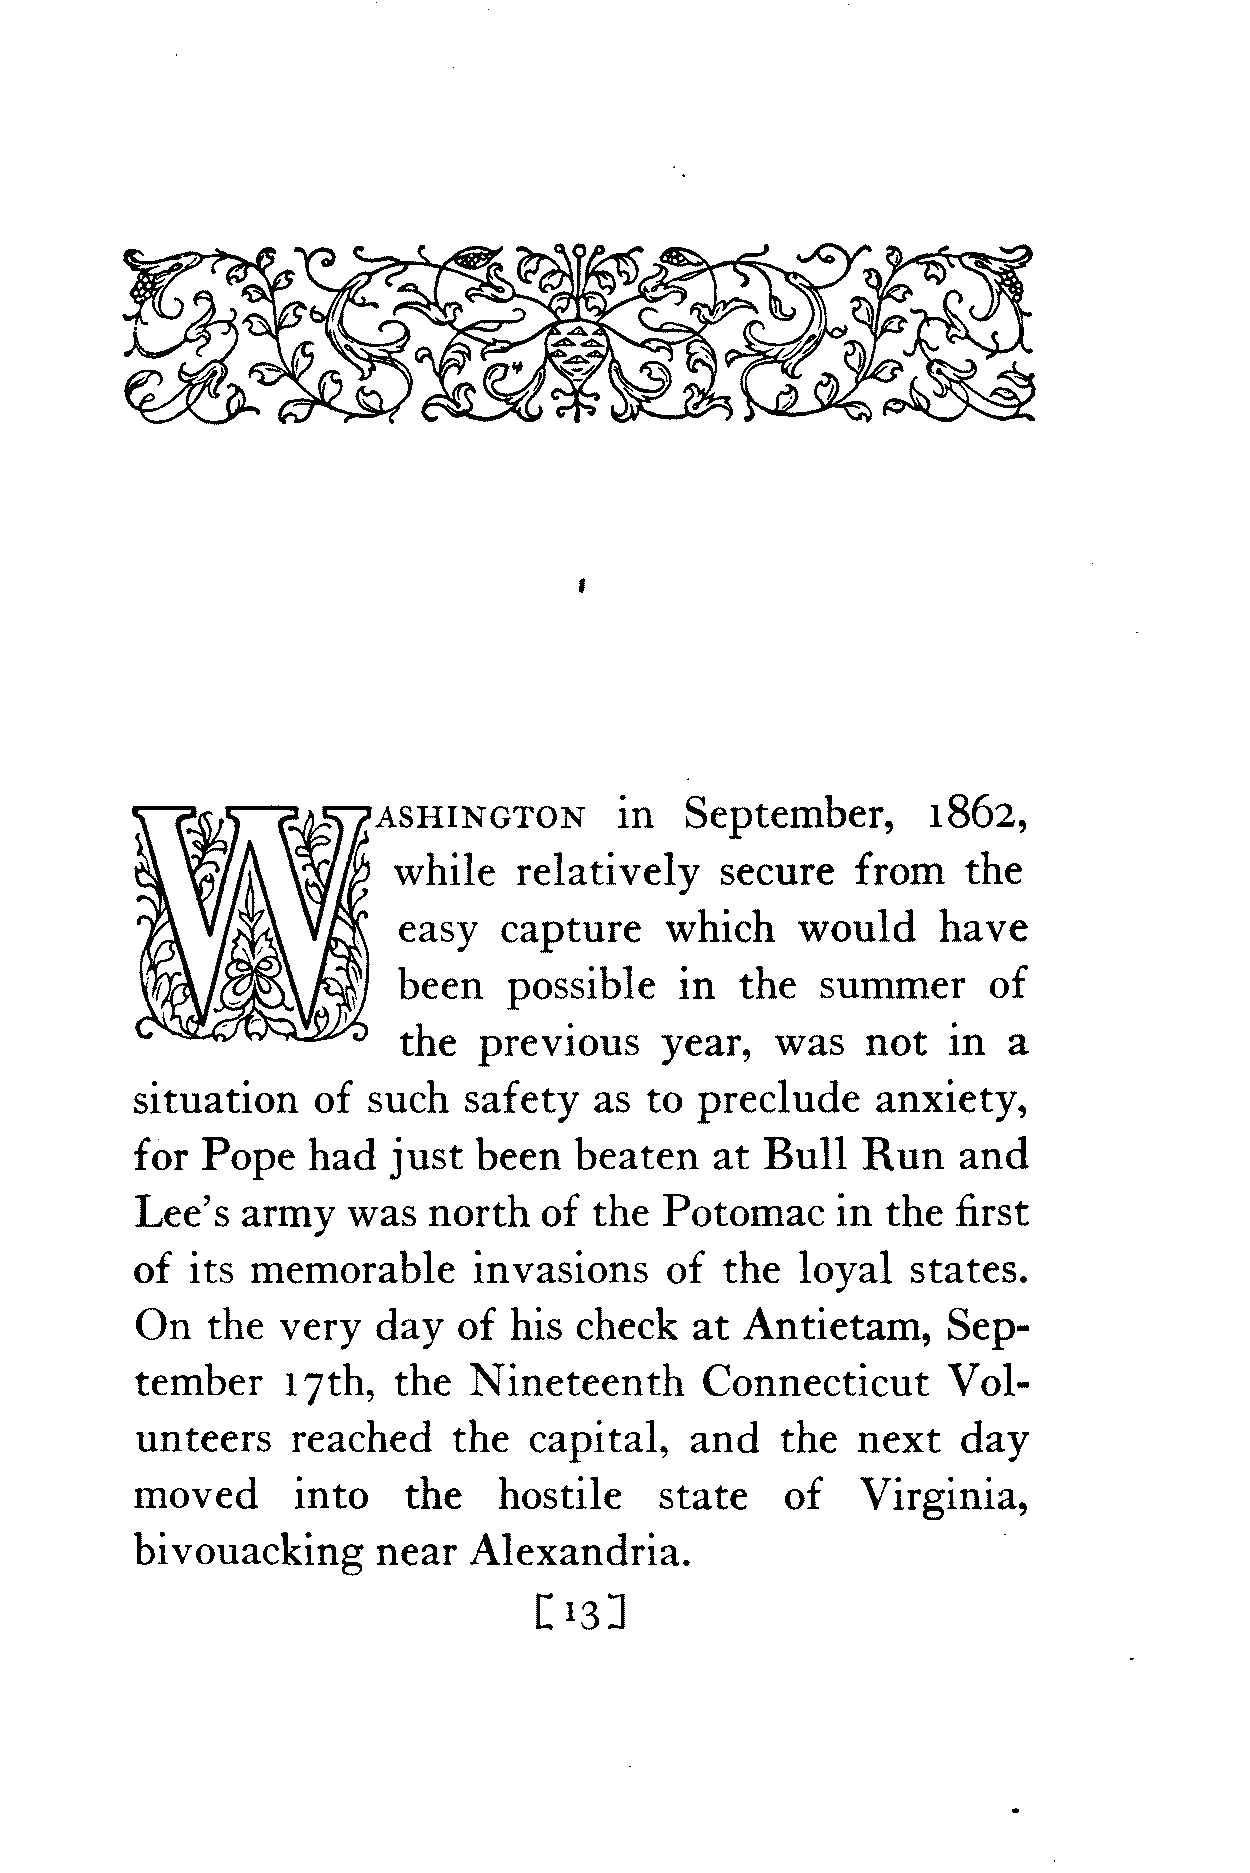 WASHINGTON in September, 1862,
while relatively secure from the
easy capture which would have
been possible in the summer of
the previous year, was not in a
situation of such safety as to preclude anxiety,
for Pope had just been beaten at Bull Run and
Lee's army was north of the Potomac in the first
of its memorable invasions of the loyal states.
On the very day of his check at Antietam, Sep-
tember 17th, the Nineteenth Connecticut Vol-
unteers reached the capital, and the next day
moved into the hostile state of Virginia,
bivouacking near Alexandria.
[13]